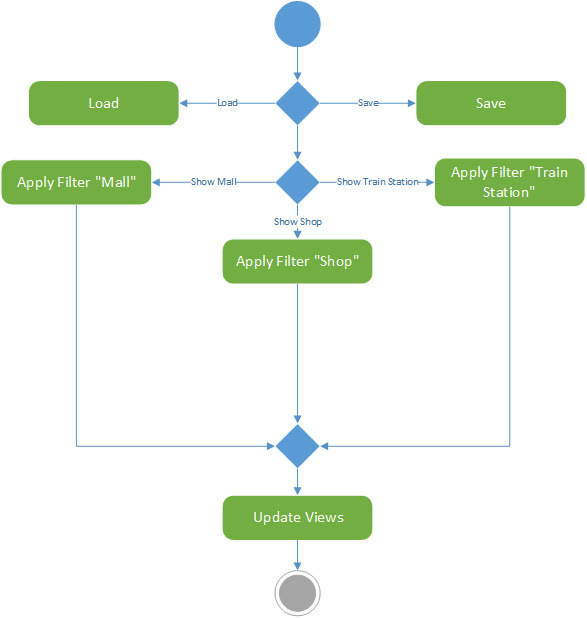 Load
Load
Save
Save
Apply Filter "Mall"
Show Mall
Show Train Station
Apply Filter "Train
Station"
Show Shop
Apply Filter "Shop"
Update Views